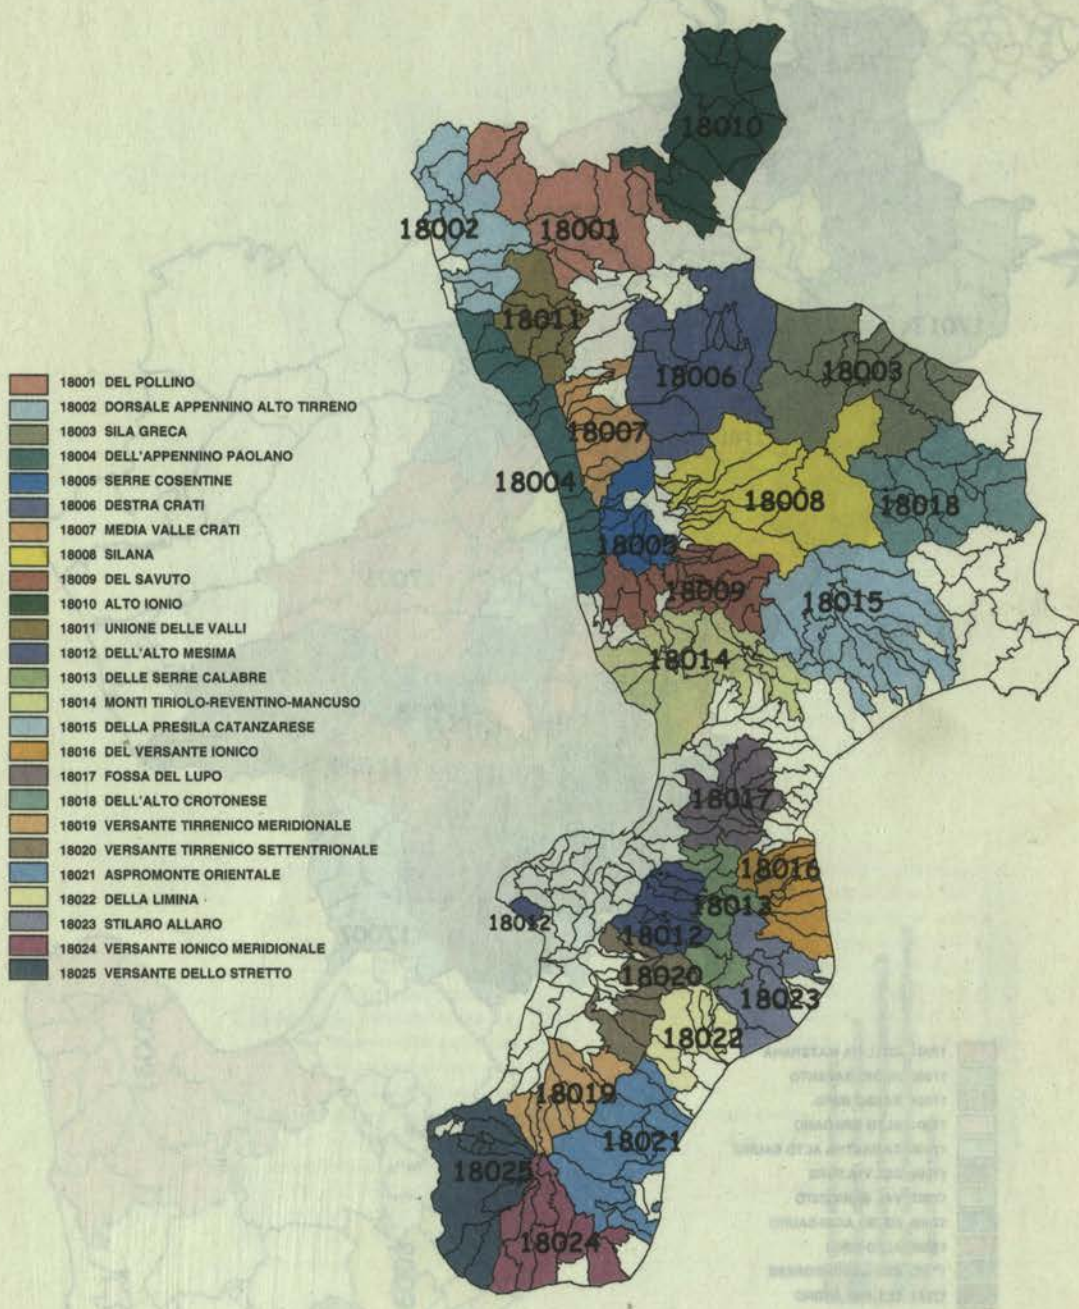 18010
18002
18001
18011
18003
18006
18007
18004
18008
18018
18005
18009
18015
18014
18017
18016
18013
18012
18012
18020
18023
18022
18019
18021
18025
18024
18001 DEL POLLINO
18002 DORSALE APPENNINO ALTO TIRRENO
18003 SILA GRECA
18004 DELL'APPENNINO PAOLANO
18005 SERRE COSENTINE
18006 DESTRA CRATI
18007 MEDIA VALLE CRATI
18008 SILANA
18009 DEL SAVUTO
18010 ALTO IONIO
18011 UNIONE DELLE VALLI
18012 DELL'ALTO MESIMA
18013 DELLE SERRE CALABRE
18014 MONTI TIRIOLO-REVENTINO-MANCUSO
18015 DELLA PRESILA CATANZARESE
18016 DEL VERSANTE IONICO
18017 FOSSA DEL LUPO
18018 DELL'ALTO CROTONESE
18019 VERSANTE TIRRENICO MERIDIONALE
18020 VERSANTE TIRRENICO SETTENTRIONALE
18021 ASPROMONTE ORIENTALE
18022 DELLA LIMINA
18023 STILARO ALLARO
18024 VERSANTE IONICO MERIDIONALE
18025 VERSANTE DELLO STRETTO